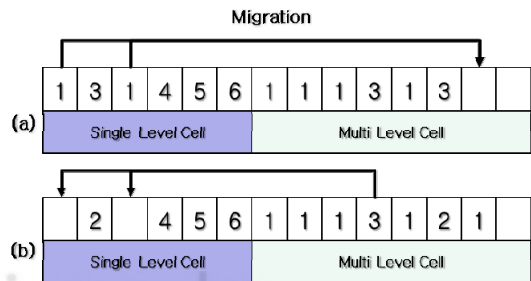 Migration
1 3 1 4 5 6 1 1 1 3 1 3
(a)
Single Level Cell Multi Level Cell
2 4 5 6 1 1 1 3 1 2 1
(b)
Single Level Cell Multi Level Cell